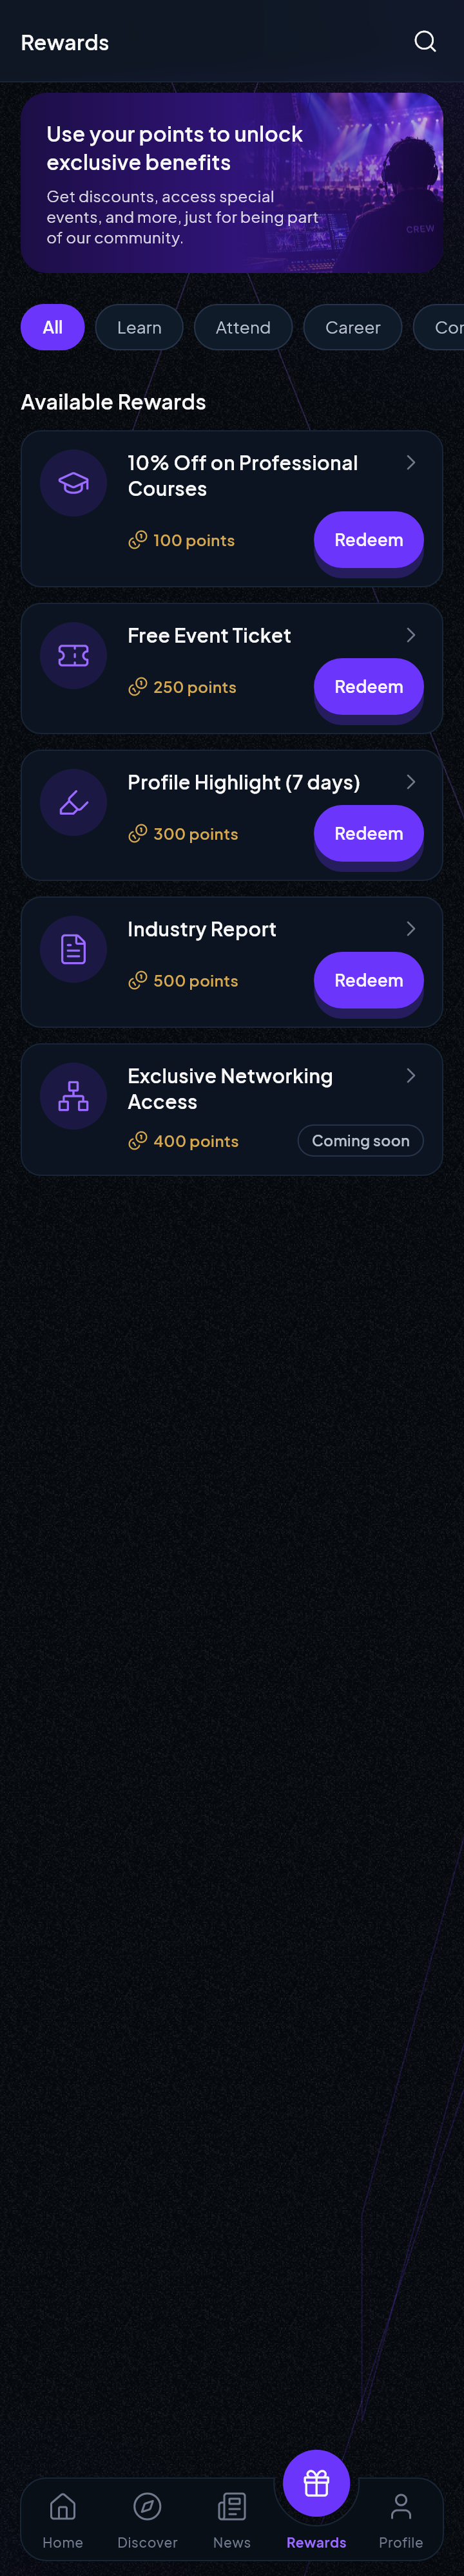 Rewards
Use your points to unlock
exclusive benefits
Get discounts, access special
events, and more, just for being part
of our community.
CREW
All
Learn
Attend
Career
Available Rewards
10% Off on Professional
Courses
100 points
Redeem
Free Event Ticket
250 points
Redeem
Profile Highlight (7 days)
300 points
Redeem
Industry Report
500 points
Redeem
Exclusive Networking
Access
400 points
Coming soon
Home
Discover
News
Rewards
Profile